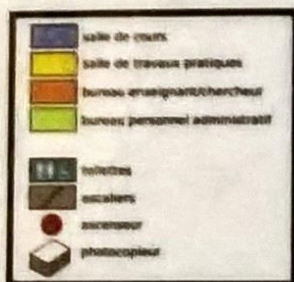 salle de cours
salle de travaux pratiques
bureau enseignant/chercheur
bureau personnel administratif
toilettes
escaliers
ascenseur
photocopieur